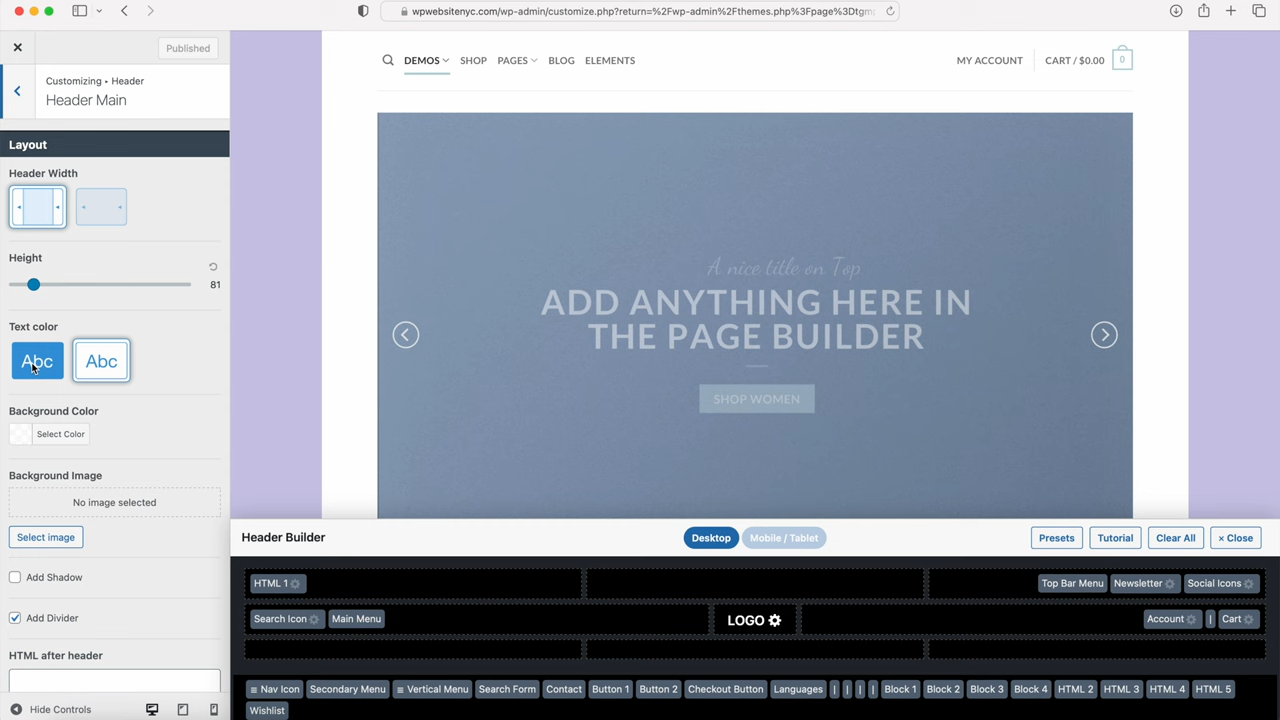 wpwebsitenyc.com/wp-admin/customize.php?return=%2Fwp-admin%2Fthemes.php%3Fpage%3Dtgm
Published
Customizing • Header
Header Main
Layout
Header Width
Height
81
Text color
Abc Abc
Background Color
Select Color
Background Image
No image selected
Select image
Add Shadow
Add Divider
HTML after header
Hide Controls
DEMOS SHOP PAGES BLOG ELEMENTS MY ACCOUNT CART / $0.00 0
A nice title on Top
ADD ANYTHING HERE IN
THE PAGE BUILDER
SHOP WOMEN
Header Builder Desktop Mobile / Tablet Presets Tutorial Clear All × Close
HTML 1 Top Bar Menu Newsletter Social Icons
Search Icon Main Menu LOGO Account | Cart
≡ Nav Icon Secondary Menu ≡ Vertical Menu Search Form Contact Button 1 Button 2 Checkout Button Languages | | | | Block 1 Block 2 Block 3 Block 4 HTML 2 HTML 3 HTML 4 HTML 5
Wishlist